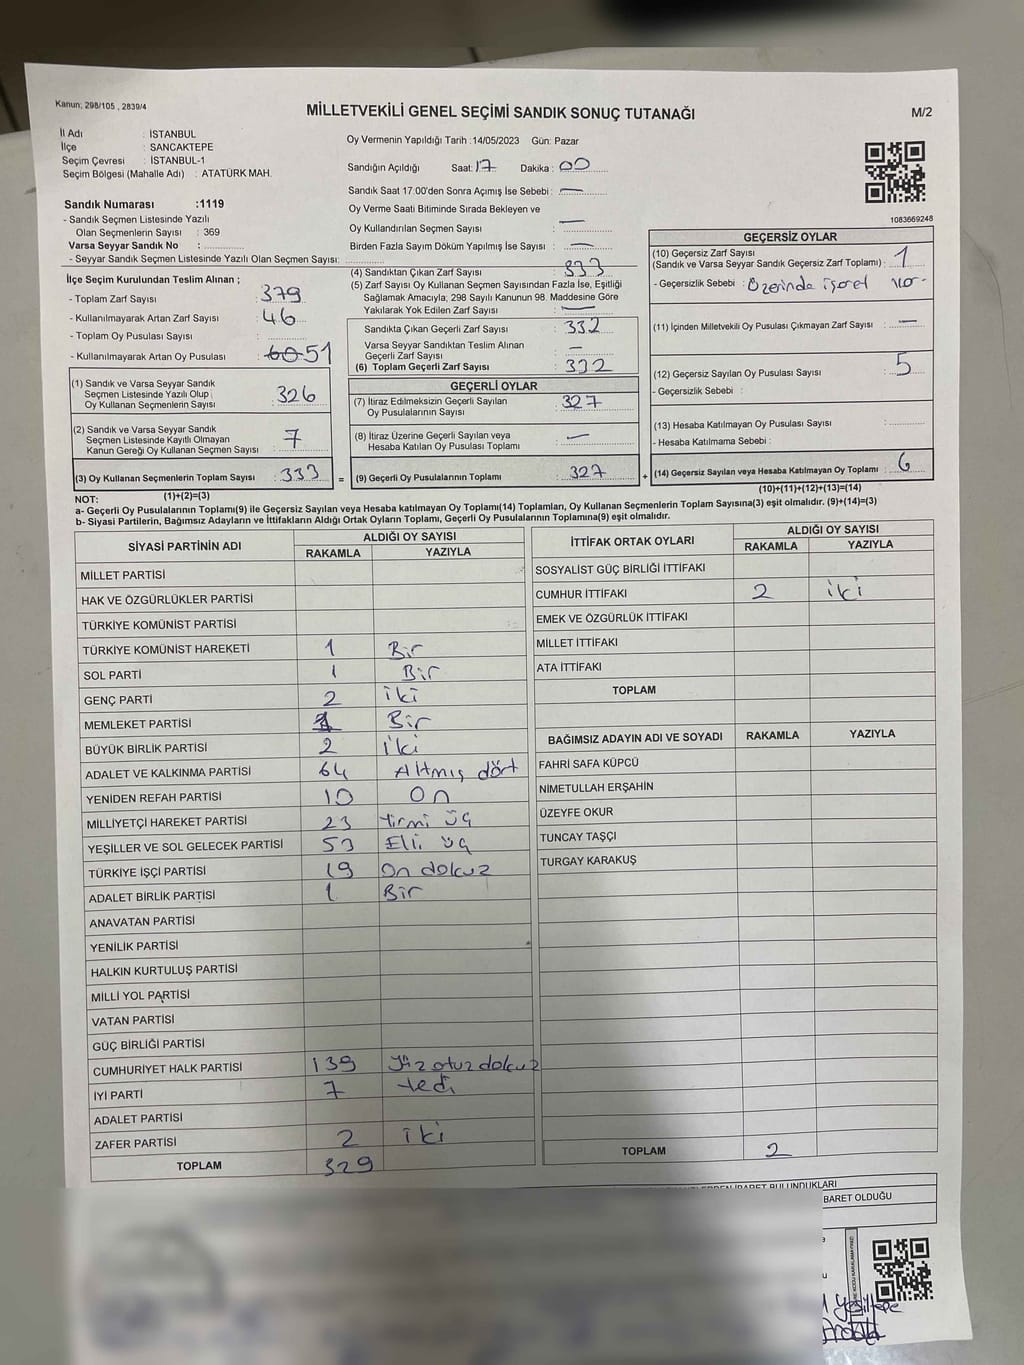 Kanun; 298/105 , 2839/4
MİLLETVEKİLİ GENEL SEÇİMİ SANDIK SONUÇ TUTANAĞI
M/2
İl Adı : İSTANBUL
İlçe : SANCAKTEPE
Seçim Çevresi : İSTANBUL-1
Seçim Bölgesi (Mahalle Adı) : ATATÜRK MAH.
Sandık Numarası :1119
- Sandık Seçmen Listesinde Yazılı
Olan Seçmenlerin Sayısı : 369
Varsa Seyyar Sandık No :
- Seyyar Sandık Seçmen Listesinde Yazılı Olan Seçmen Sayısı:
Oy Vermenin Yapıldığı Tarih :14/05/2023 Gün: Pazar
Sandığın Açıldığı Saat: 17 Dakika : 00
Sandık Saat 17.00'den Sonra Açımış İse Sebebi : —
Oy Verme Saati Bitiminde Sırada Bekleyen ve
Oy Kullandırılan Seçmen Sayısı : —
Birden Fazla Sayım Döküm Yapılmış İse Sayısı : —
1083669248
İlçe Seçim Kurulundan Teslim Alınan ;
- Toplam Zarf Sayısı : 379
- Kullanılmayarak Artan Zarf Sayısı : 46
- Toplam Oy Pusulası Sayısı :
- Kullanılmayarak Artan Oy Pusulası : 60 51
(1) Sandık ve Varsa Seyyar Sandık
Seçmen Listesinde Yazılı Olup
Oy Kullanan Seçmenlerin Sayısı : 326
(2) Sandık ve Varsa Seyyar Sandık
Seçmen Listesinde Kayıtlı Olmayan
Kanun Gereği Oy Kullanan Seçmen Sayısı : 7
(3) Oy Kullanan Seçmenlerin Toplam Sayısı : 333
(1)+(2)=(3)
(4) Sandıktan Çıkan Zarf Sayısı : 333
(5) Zarf Sayısı Oy Kullanan Seçmen Sayısından Fazla İse, Eşitliği
Sağlamak Amacıyla; 298 Sayılı Kanunun 98. Maddesine Göre
Yakılarak Yok Edilen Zarf Sayısı : —
Sandıkta Çıkan Geçerli Zarf Sayısı : 332
Varsa Seyyar Sandıktan Teslim Alınan
Geçerli Zarf Sayısı : —
(6) Toplam Geçerli Zarf Sayısı : 332
GEÇERLİ OYLAR
(7) İtiraz Edilmeksizin Geçerli Sayılan
Oy Pusulalarının Sayısı : 327
(8) İtiraz Üzerine Geçerli Sayılan veya
Hesaba Katılan Oy Pusulası Toplamı : —
= (9) Geçerli Oy Pusulalarının Toplamı : 327
GEÇERSİZ OYLAR
(10) Geçersiz Zarf Sayısı
(Sandık ve Varsa Seyyar Sandık Geçersiz Zarf Toplamı) : 1
- Geçersizlik Sebebi : Özerinde işaret var.
(11) İçinden Milletvekili Oy Pusulası Çıkmayan Zarf Sayısı : —
(12) Geçersiz Sayılan Oy Pusulası Sayısı : 5
- Geçersizlik Sebebi :
(13) Hesaba Katılmayan Oy Pusulası Sayısı :
- Hesaba Katılmama Sebebi :
+ (14) Geçersiz Sayılan veya Hesaba Katılmayan Oy Toplamı : 6
(10)+(11)+(12)+(13)=(14)
NOT:
a- Geçerli Oy Pusulalarının Toplamı(9) ile Geçersiz Sayılan veya Hesaba katılmayan Oy Toplamı(14) Toplamları, Oy Kullanan Seçmenlerin Toplam Sayısına(3) eşit olmalıdır. (9)+(14)=(3)
b- Siyasi Partilerin, Bağımsız Adayların ve İttifakların Aldığı Ortak Oyların Toplamı, Geçerli Oy Pusulalarının Toplamına(9) eşit olmalıdır.
SİYASİ PARTİNİN ADI ALDIĞI OY SAYISI
RAKAMLA YAZIYLA
MİLLET PARTİSİ
HAK VE ÖZGÜRLÜKLER PARTİSİ
TÜRKİYE KOMÜNİST PARTİSİ
TÜRKİYE KOMÜNİST HAREKETİ 1 Bir
SOL PARTİ 1 Bir
GENÇ PARTİ 2 iki
MEMLEKET PARTİSİ 1 Bir
BÜYÜK BİRLİK PARTİSİ 2 iki
ADALET VE KALKINMA PARTİSİ 64 Altmış dört
YENİDEN REFAH PARTİSİ 10 On
MİLLİYETÇİ HAREKET PARTİSİ 23 Yirmi üç
YEŞİLLER VE SOL GELECEK PARTİSİ 53 Elli üç
TÜRKİYE İŞÇİ PARTİSİ 19 On dokuz
ADALET BİRLİK PARTİSİ 1 Bir
ANAVATAN PARTİSİ
YENİLİK PARTİSİ
HALKIN KURTULUŞ PARTİSİ
MİLLİ YOL PARTİSİ
VATAN PARTİSİ
GÜÇ BİRLİĞİ PARTİSİ
CUMHURİYET HALK PARTİSİ 139 Yüz otuz dokuz
İYİ PARTİ 7 Yedi
ADALET PARTİSİ
ZAFER PARTİSİ 2 iki
TOPLAM 329
İTTİFAK ORTAK OYLARI ALDIĞI OY SAYISI
RAKAMLA YAZIYLA
SOSYALİST GÜÇ BİRLİĞİ İTTİFAKI
CUMHUR İTTİFAKI 2 iki
EMEK VE ÖZGÜRLÜK İTTİFAKI
MİLLET İTTİFAKI
ATA İTTİFAKI
TOPLAM
BAĞIMSIZ ADAYIN ADI VE SOYADI RAKAMLA YAZIYLA
FAHRİ SAFA KÜPCÜ
NİMETULLAH ERŞAHİN
ÜZEYFE OKUR
TUNCAY TAŞÇI
TURGAY KARAKUŞ
TOPLAM 2
İBARET BULUNDUKLARI
BARET OLDUĞU
Yeşiltepe